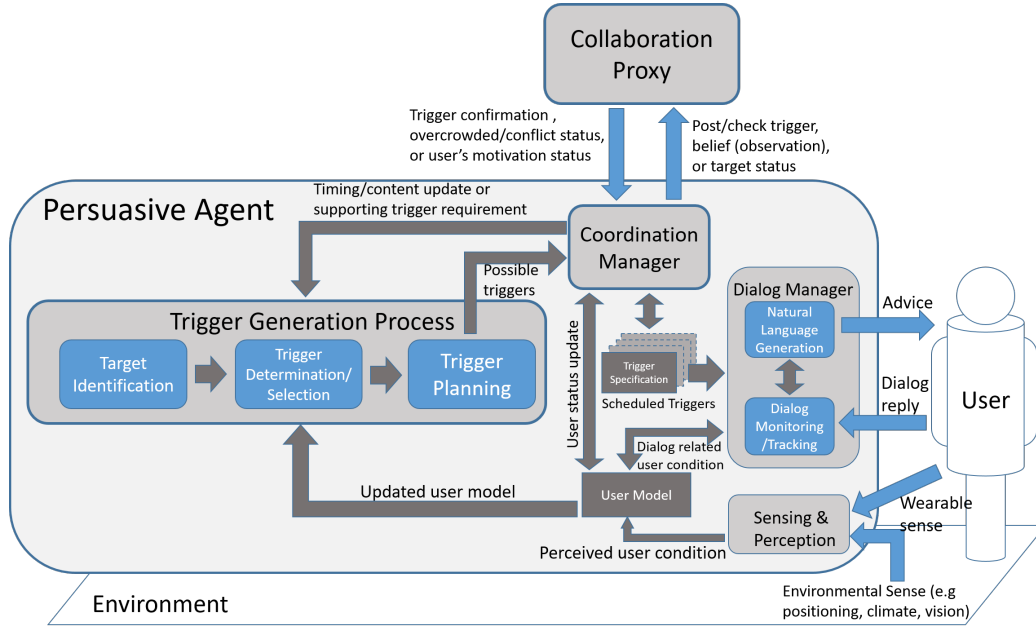 Collaboration
Proxy
Trigger confirmation ,
overcrowded/conflict status,
or user's motivation status
Post/check trigger,
belief (observation),
or target status
Persuasive Agent
Timing/content update or
supporting trigger requirement
Coordination
Manager
Possible
triggers
Trigger Generation Process
Target
Identification
Trigger
Determination/
Selection
Trigger
Planning
User status update
Trigger
Specification
Scheduled Triggers
Dialog Manager
Natural
Language
Generation
Dialog
Monitoring
/Tracking
Advice
Dialog
reply
User
Dialog related
user condition
Updated user model
User Model
Sensing &
Perception
Wearable
sense
Perceived user condition
Environmental Sense (e.g
positioning, climate, vision)
Environment